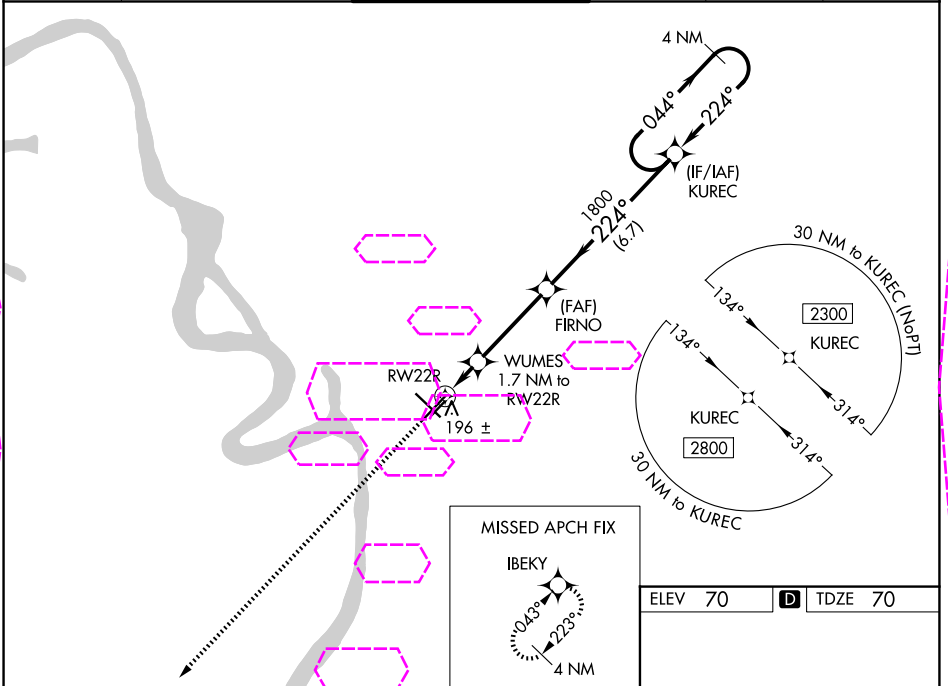 4 NM
044°
224°
(IF/IAF)
KUREC
1800
224°
(6.7)
30 NM to KUREC (NoPT)
134°
2300
KUREC
314°
(FAF)
FIRNO
134°
KUREC
2800
314°
30 NM to KUREC
WUMES
1.7 NM to
RW22R
RW22R
196 ±
MISSED APCH FIX
IBEKY
043°
223°
4 NM
ELEV 70 D TDZE 70